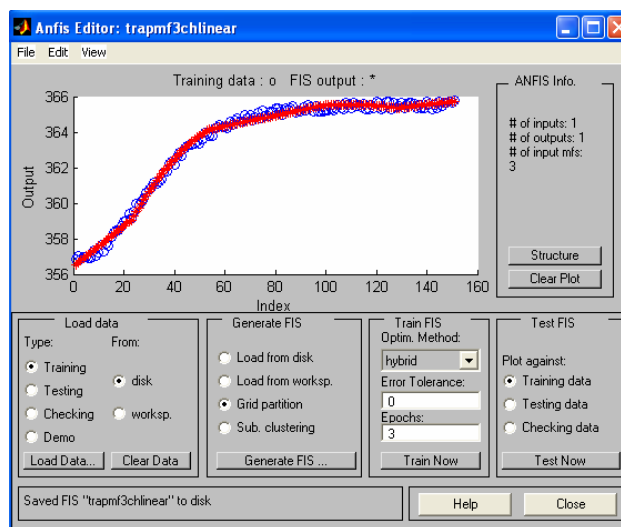 Anfis Editor: trapmf3chlinear
File Edit View
Training data : o FIS output : *
366
364
362
360
358
356
Output
0 20 40 60 80 100 120 140 160
Index
ANFIS Info.
# of inputs: 1
# of outputs: 1
# of input mfs:
3
Structure
Clear Plot
Load data
Type: From:
Training
Testing
Checking
Demo
disk
worksp.
Load Data... Clear Data
Generate FIS
Load from disk
Load from worksp.
Grid partition
Sub. clustering
Generate FIS ...
Train FIS
Optim. Method:
hybrid
Error Tolerance:
0
Epochs:
3
Train Now
Test FIS
Plot against:
Training data
Testing data
Checking data
Test Now
Saved FIS "trapmf3chlinear" to disk
Help Close